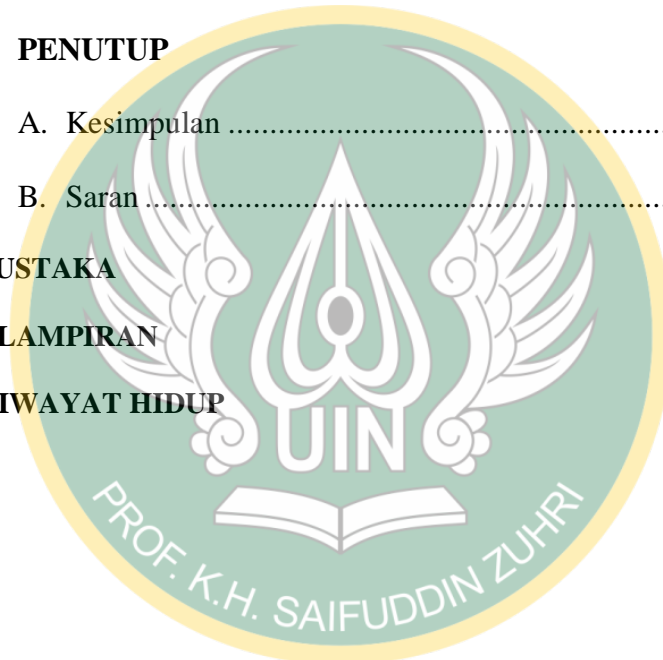 PENUTUP
A. Kesimpulan ......................................................
B. Saran ..................................................................
USTAKA
LAMPIRAN
IWAYAT HIDUP
UIN
PROF. K.H. SAIFUDDIN ZUHRI